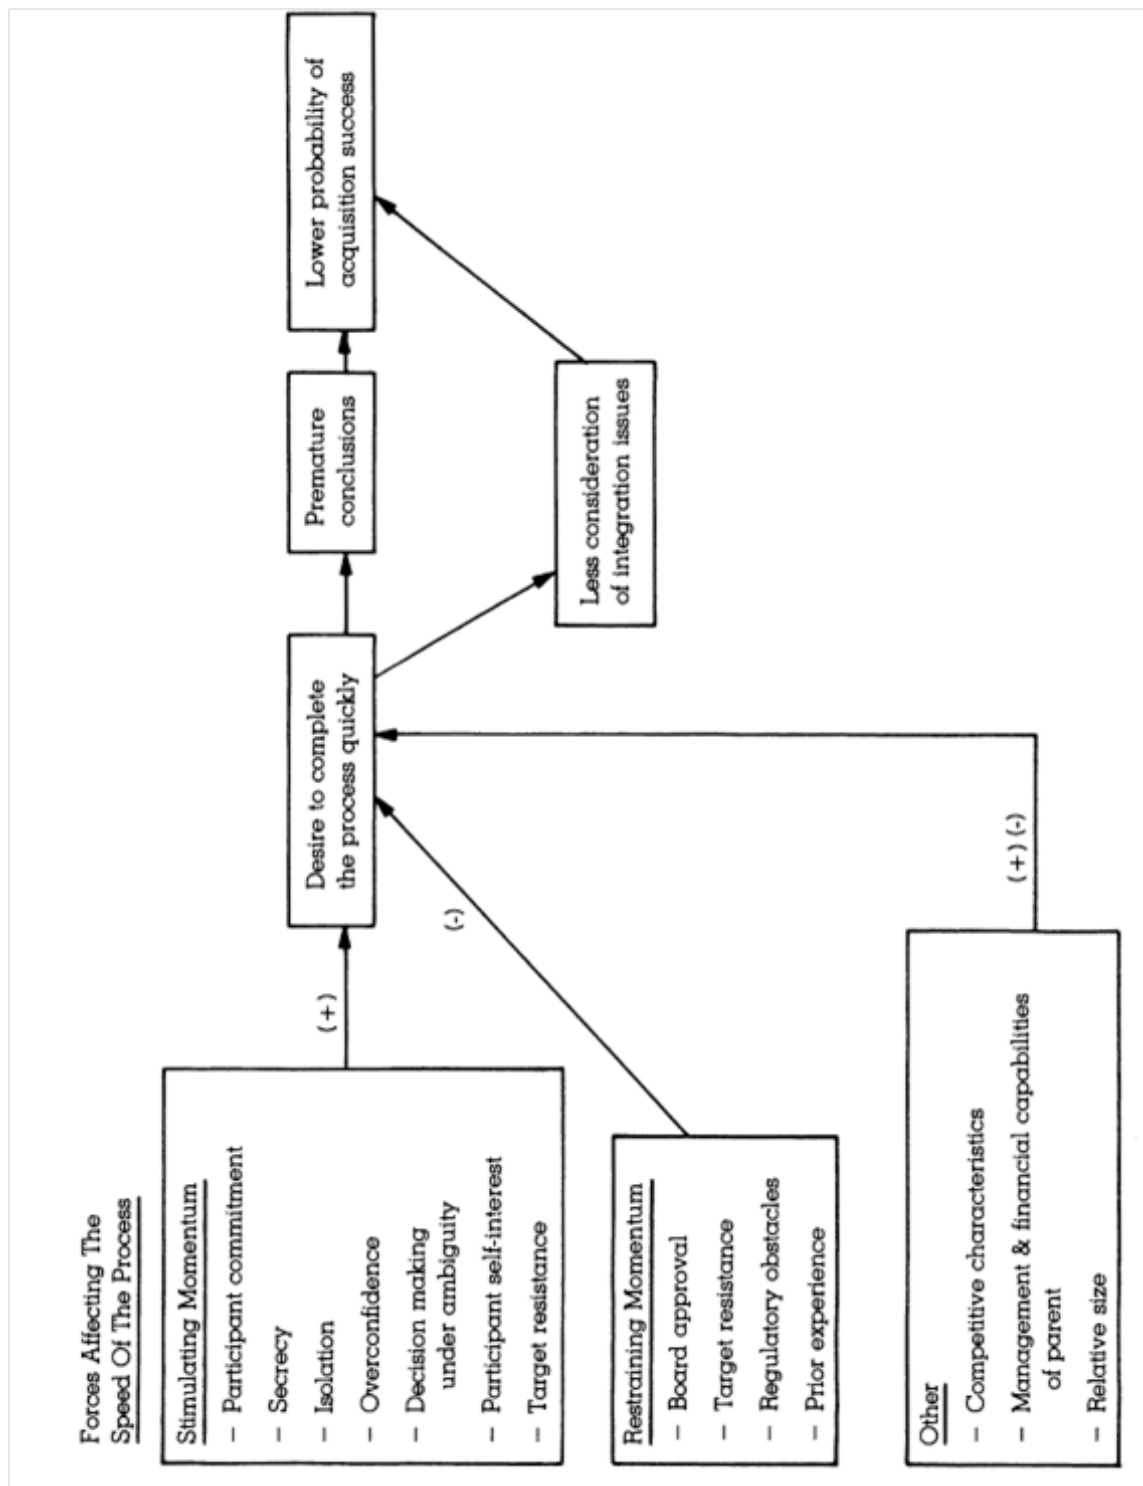 Forces Affecting The
Speed Of The Process
Stimulating Momentum
– Participant commitment
– Secrecy
– Isolation
– Overconfidence
– Decision making
under ambiguity
– Participant self-interest
– Target resistance
(+)
Restraining Momentum
– Board approval
– Target resistance
– Regulatory obstacles
– Prior experience
(-)
Other
– Competitive characteristics
– Management & financial capabilities
of parent
– Relative size
(+) (-)
Desire to complete
the process quickly
Premature
conclusions
Less consideration
of integration issues
Lower probability of
acquisition success